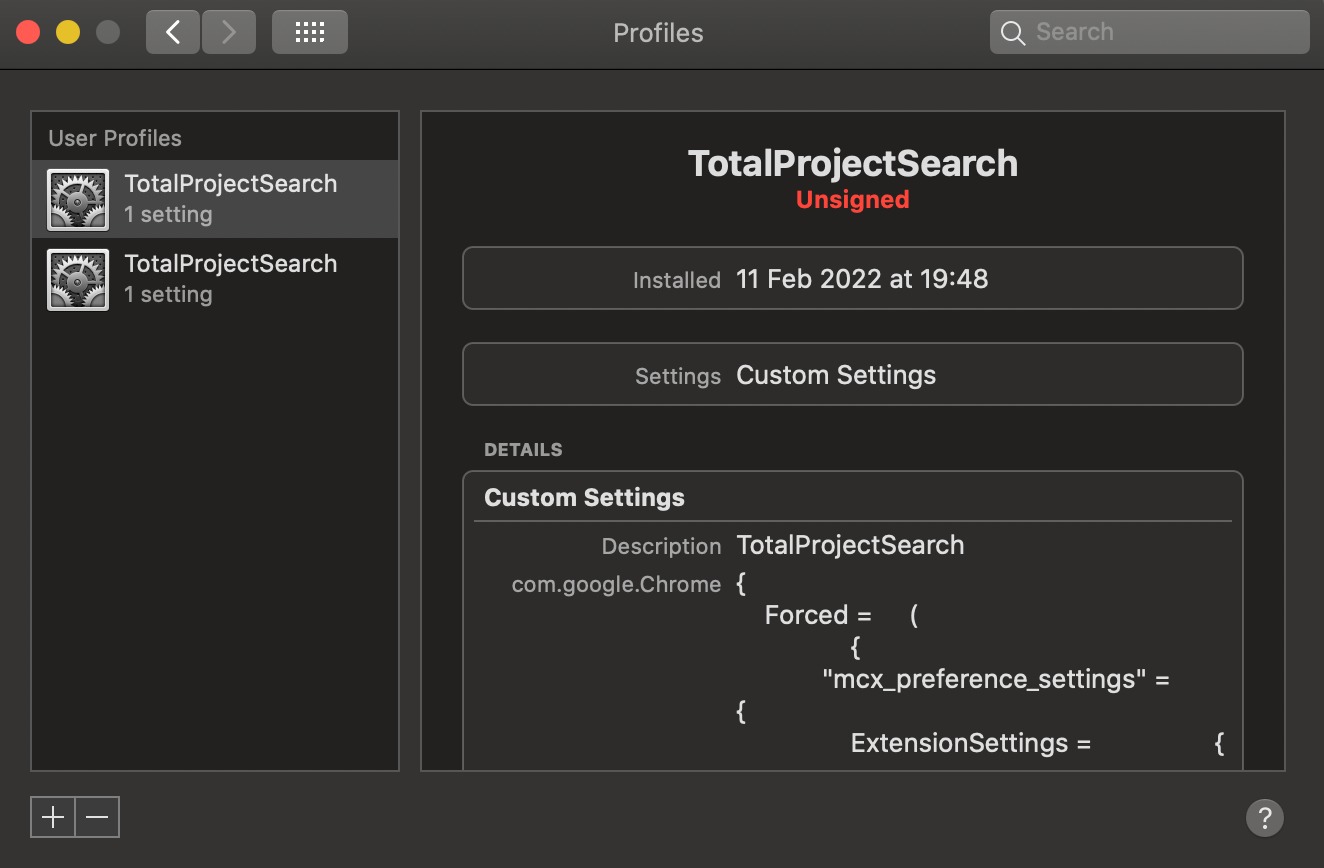 Profiles
Search
User Profiles
TotalProjectSearch
1 setting
TotalProjectSearch
1 setting
TotalProjectSearch
Unsigned
Installed 11 Feb 2022 at 19:48
Settings Custom Settings
DETAILS
Custom Settings
Description TotalProjectSearch
com.google.Chrome {
Forced = (
{
"mcx_preference_settings" =
{
ExtensionSettings = {
?